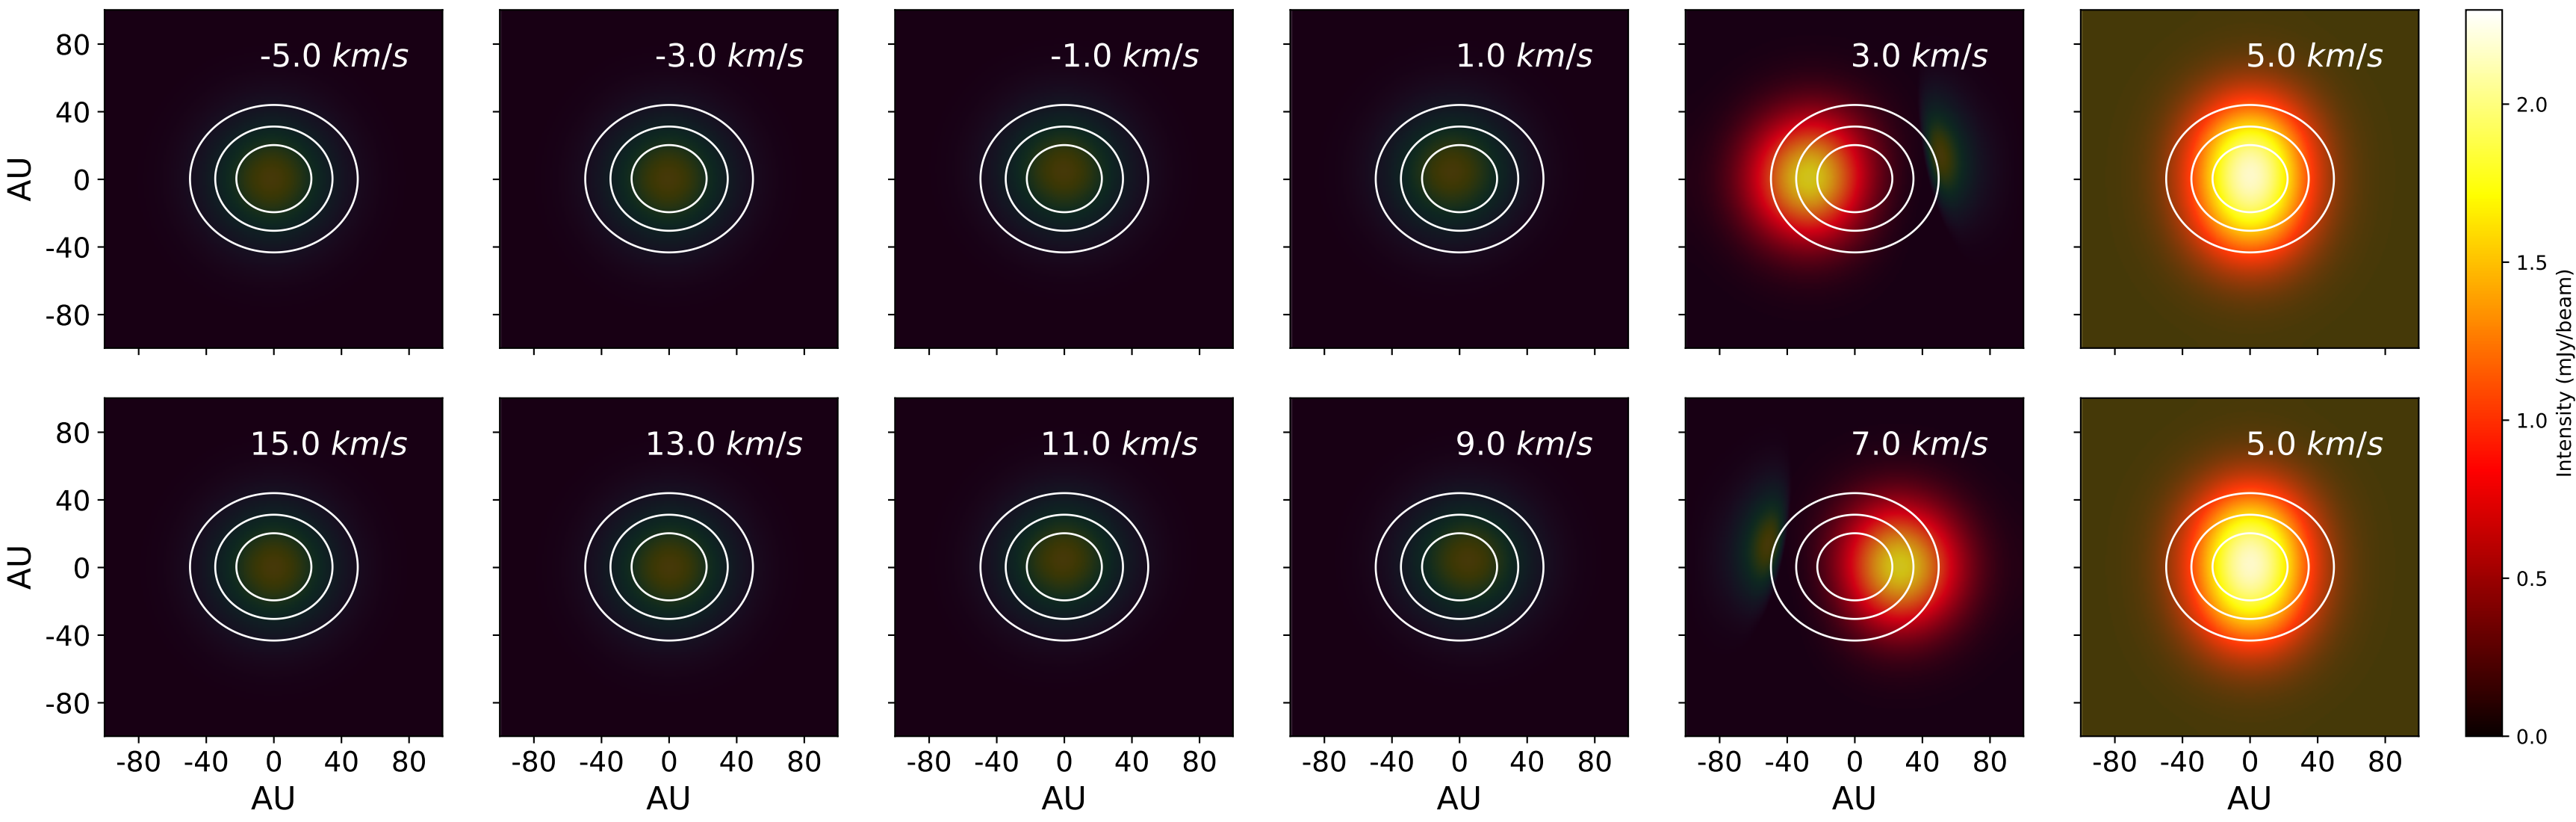 -5.0 km/s
-3.0 km/s
-1.0 km/s
1.0 km/s
3.0 km/s
5.0 km/s
80
40
0
-40
-80
AU
15.0 km/s
13.0 km/s
11.0 km/s
9.0 km/s
7.0 km/s
5.0 km/s
80
40
0
-40
-80
AU
-80 -40 0 40 80
-80 -40 0 40 80
-80 -40 0 40 80
-80 -40 0 40 80
-80 -40 0 40 80
-80 -40 0 40 80
AU
AU
AU
AU
AU
AU
2.0
1.5
1.0
0.5
0.0
Intensity (mJy/beam)